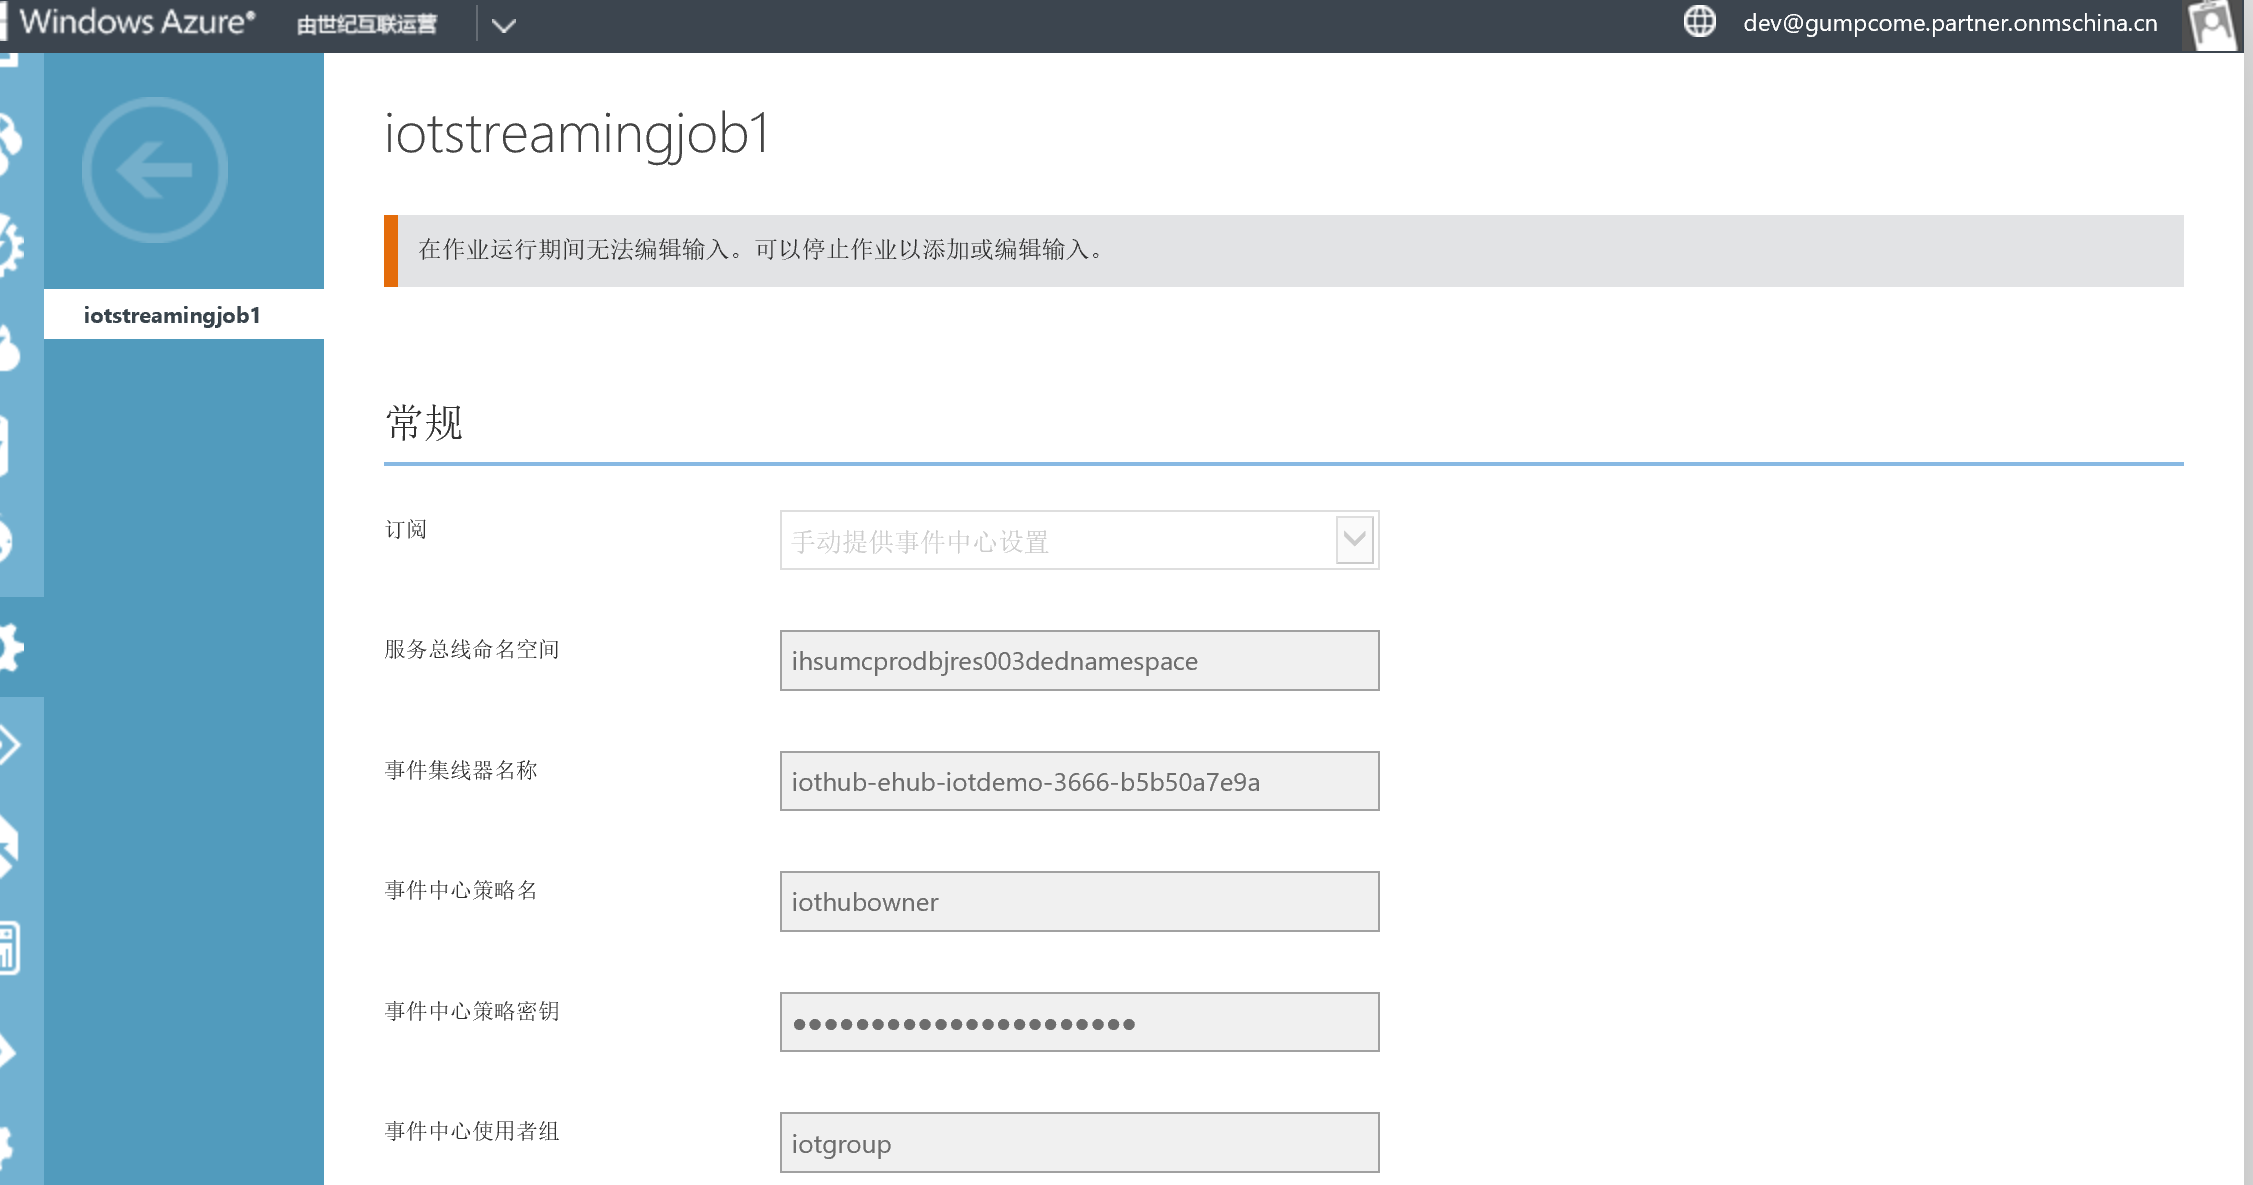 Windows Azure® 由世纪互联运营 dev@gumpcome.partner.onmschina.cn
iotstreamingjob1
在作业运行期间无法编辑输入。可以停止作业以添加或编辑输入。
iotstreamingjob1
常规
订阅 手动提供事件中心设置
服务总线命名空间 ihsumcprodbjres003dednamespace
事件集线器名称 iothub-ehub-iotdemo-3666-b5b50a7e9a
事件中心策略名 iothubowner
事件中心策略密钥 ●●●●●●●●●●●●●●●●●●●●●●
事件中心使用者组 iotgroup